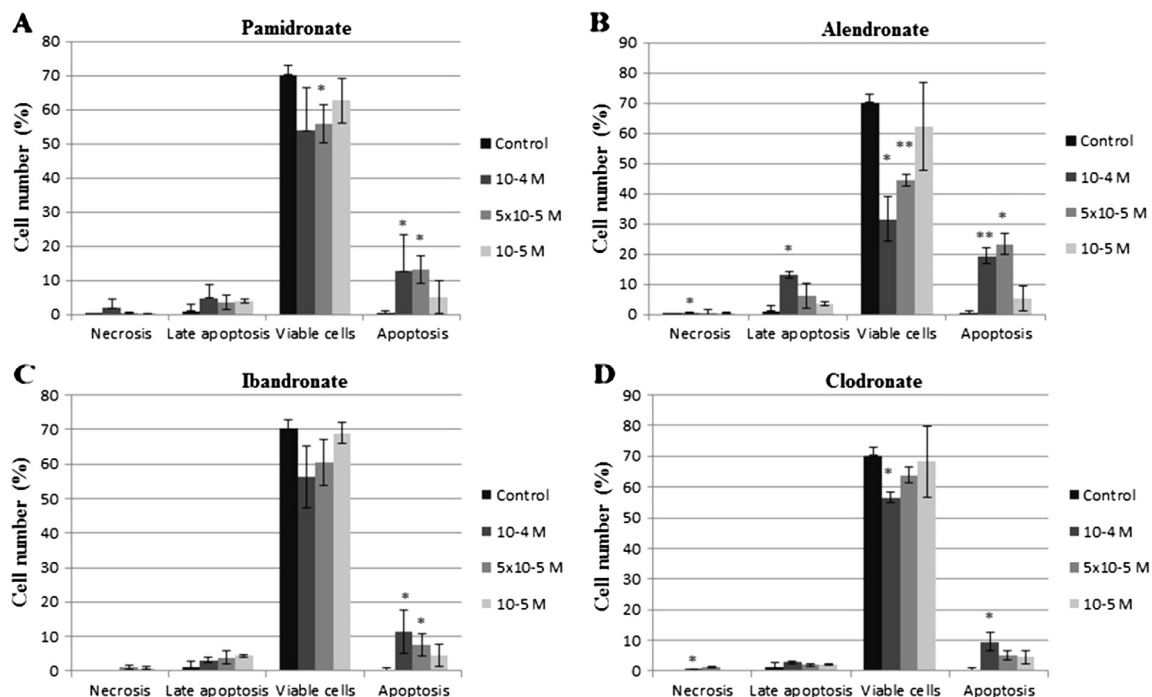 A
Pamidronate
Cell number (%)
80
70
60
50
40
30
20
10
0
*
* *
Necrosis Late apoptosis Viable cells Apoptosis
Control
10-4 M
5x10-5 M
10-5 M
B
Alendronate
Cell number (%)
90
80
70
60
50
40
30
20
10
0
* * * ** ** *
Necrosis Late apoptosis Viable cells Apoptosis
Control
10-4 M
5x10-5 M
10-5 M
C
Ibandronate
Cell number (%)
80
70
60
50
40
30
20
10
0
* *
Necrosis Late apoptosis Viable cells Apoptosis
Control
10-4 M
5x10-5 M
10-5 M
D
Clodronate
Cell number (%)
90
80
70
60
50
40
30
20
10
0
* * *
Necrosis Late apoptosis Viable cells Apoptosis
Control
10-4 M
5x10-5 M
10-5 M